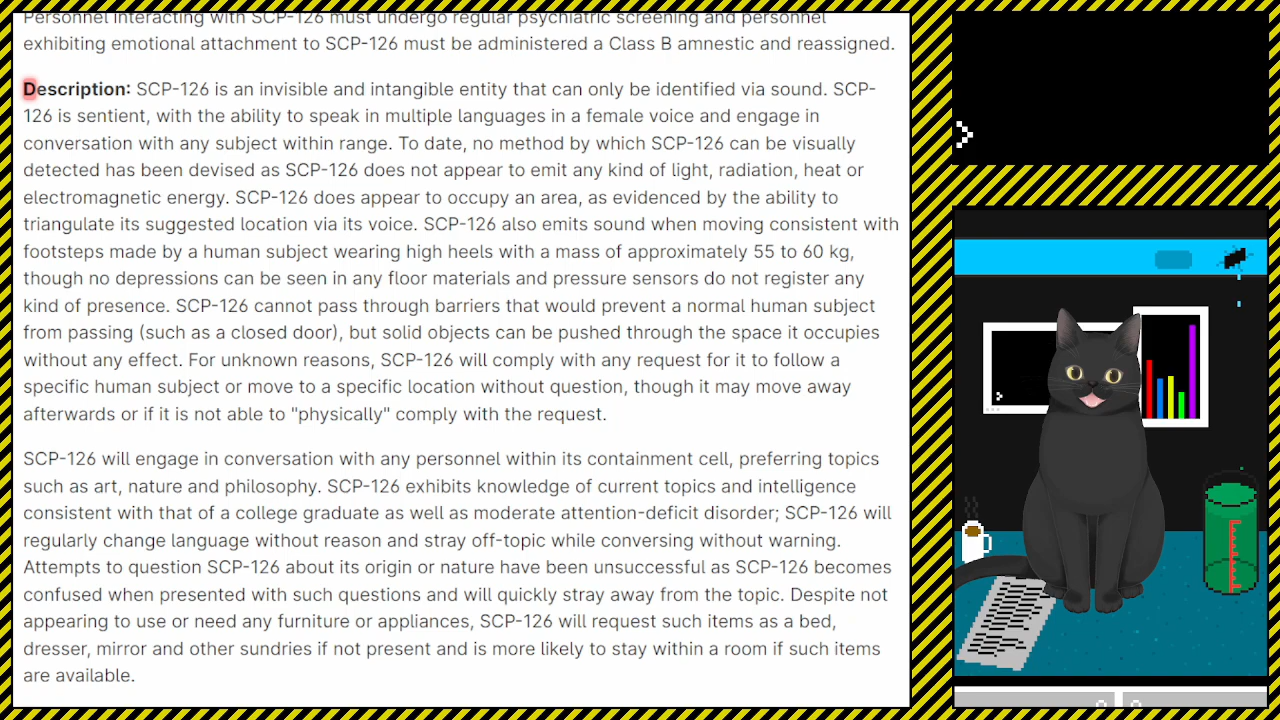 Personnel interacting with SCP-126 must undergo regular psychiatric screening and personnel
exhibiting emotional attachment to SCP-126 must be administered a Class B amnestic and reassigned.
Description: SCP-126 is an invisible and intangible entity that can only be identified via sound. SCP-
126 is sentient, with the ability to speak in multiple languages in a female voice and engage in
conversation with any subject within range. To date, no method by which SCP-126 can be visually
detected has been devised as SCP-126 does not appear to emit any kind of light, radiation, heat or
electromagnetic energy. SCP-126 does appear to occupy an area, as evidenced by the ability to
triangulate its suggested location via its voice. SCP-126 also emits sound when moving consistent with
footsteps made by a human subject wearing high heels with a mass of approximately 55 to 60 kg,
though no depressions can be seen in any floor materials and pressure sensors do not register any
kind of presence. SCP-126 cannot pass through barriers that would prevent a normal human subject
from passing (such as a closed door), but solid objects can be pushed through the space it occupies
without any effect. For unknown reasons, SCP-126 will comply with any request for it to follow a
specific human subject or move to a specific location without question, though it may move away
afterwards or if it is not able to "physically" comply with the request.
SCP-126 will engage in conversation with any personnel within its containment cell, preferring topics
such as art, nature and philosophy. SCP-126 exhibits knowledge of current topics and intelligence
consistent with that of a college graduate as well as moderate attention-deficit disorder; SCP-126 will
regularly change language without reason and stray off-topic while conversing without warning.
Attempts to question SCP-126 about its origin or nature have been unsuccessful as SCP-126 becomes
confused when presented with such questions and will quickly stray away from the topic. Despite not
appearing to use or need any furniture or appliances, SCP-126 will request such items as a bed,
dresser, mirror and other sundries if not present and is more likely to stay within a room if such items
are available.